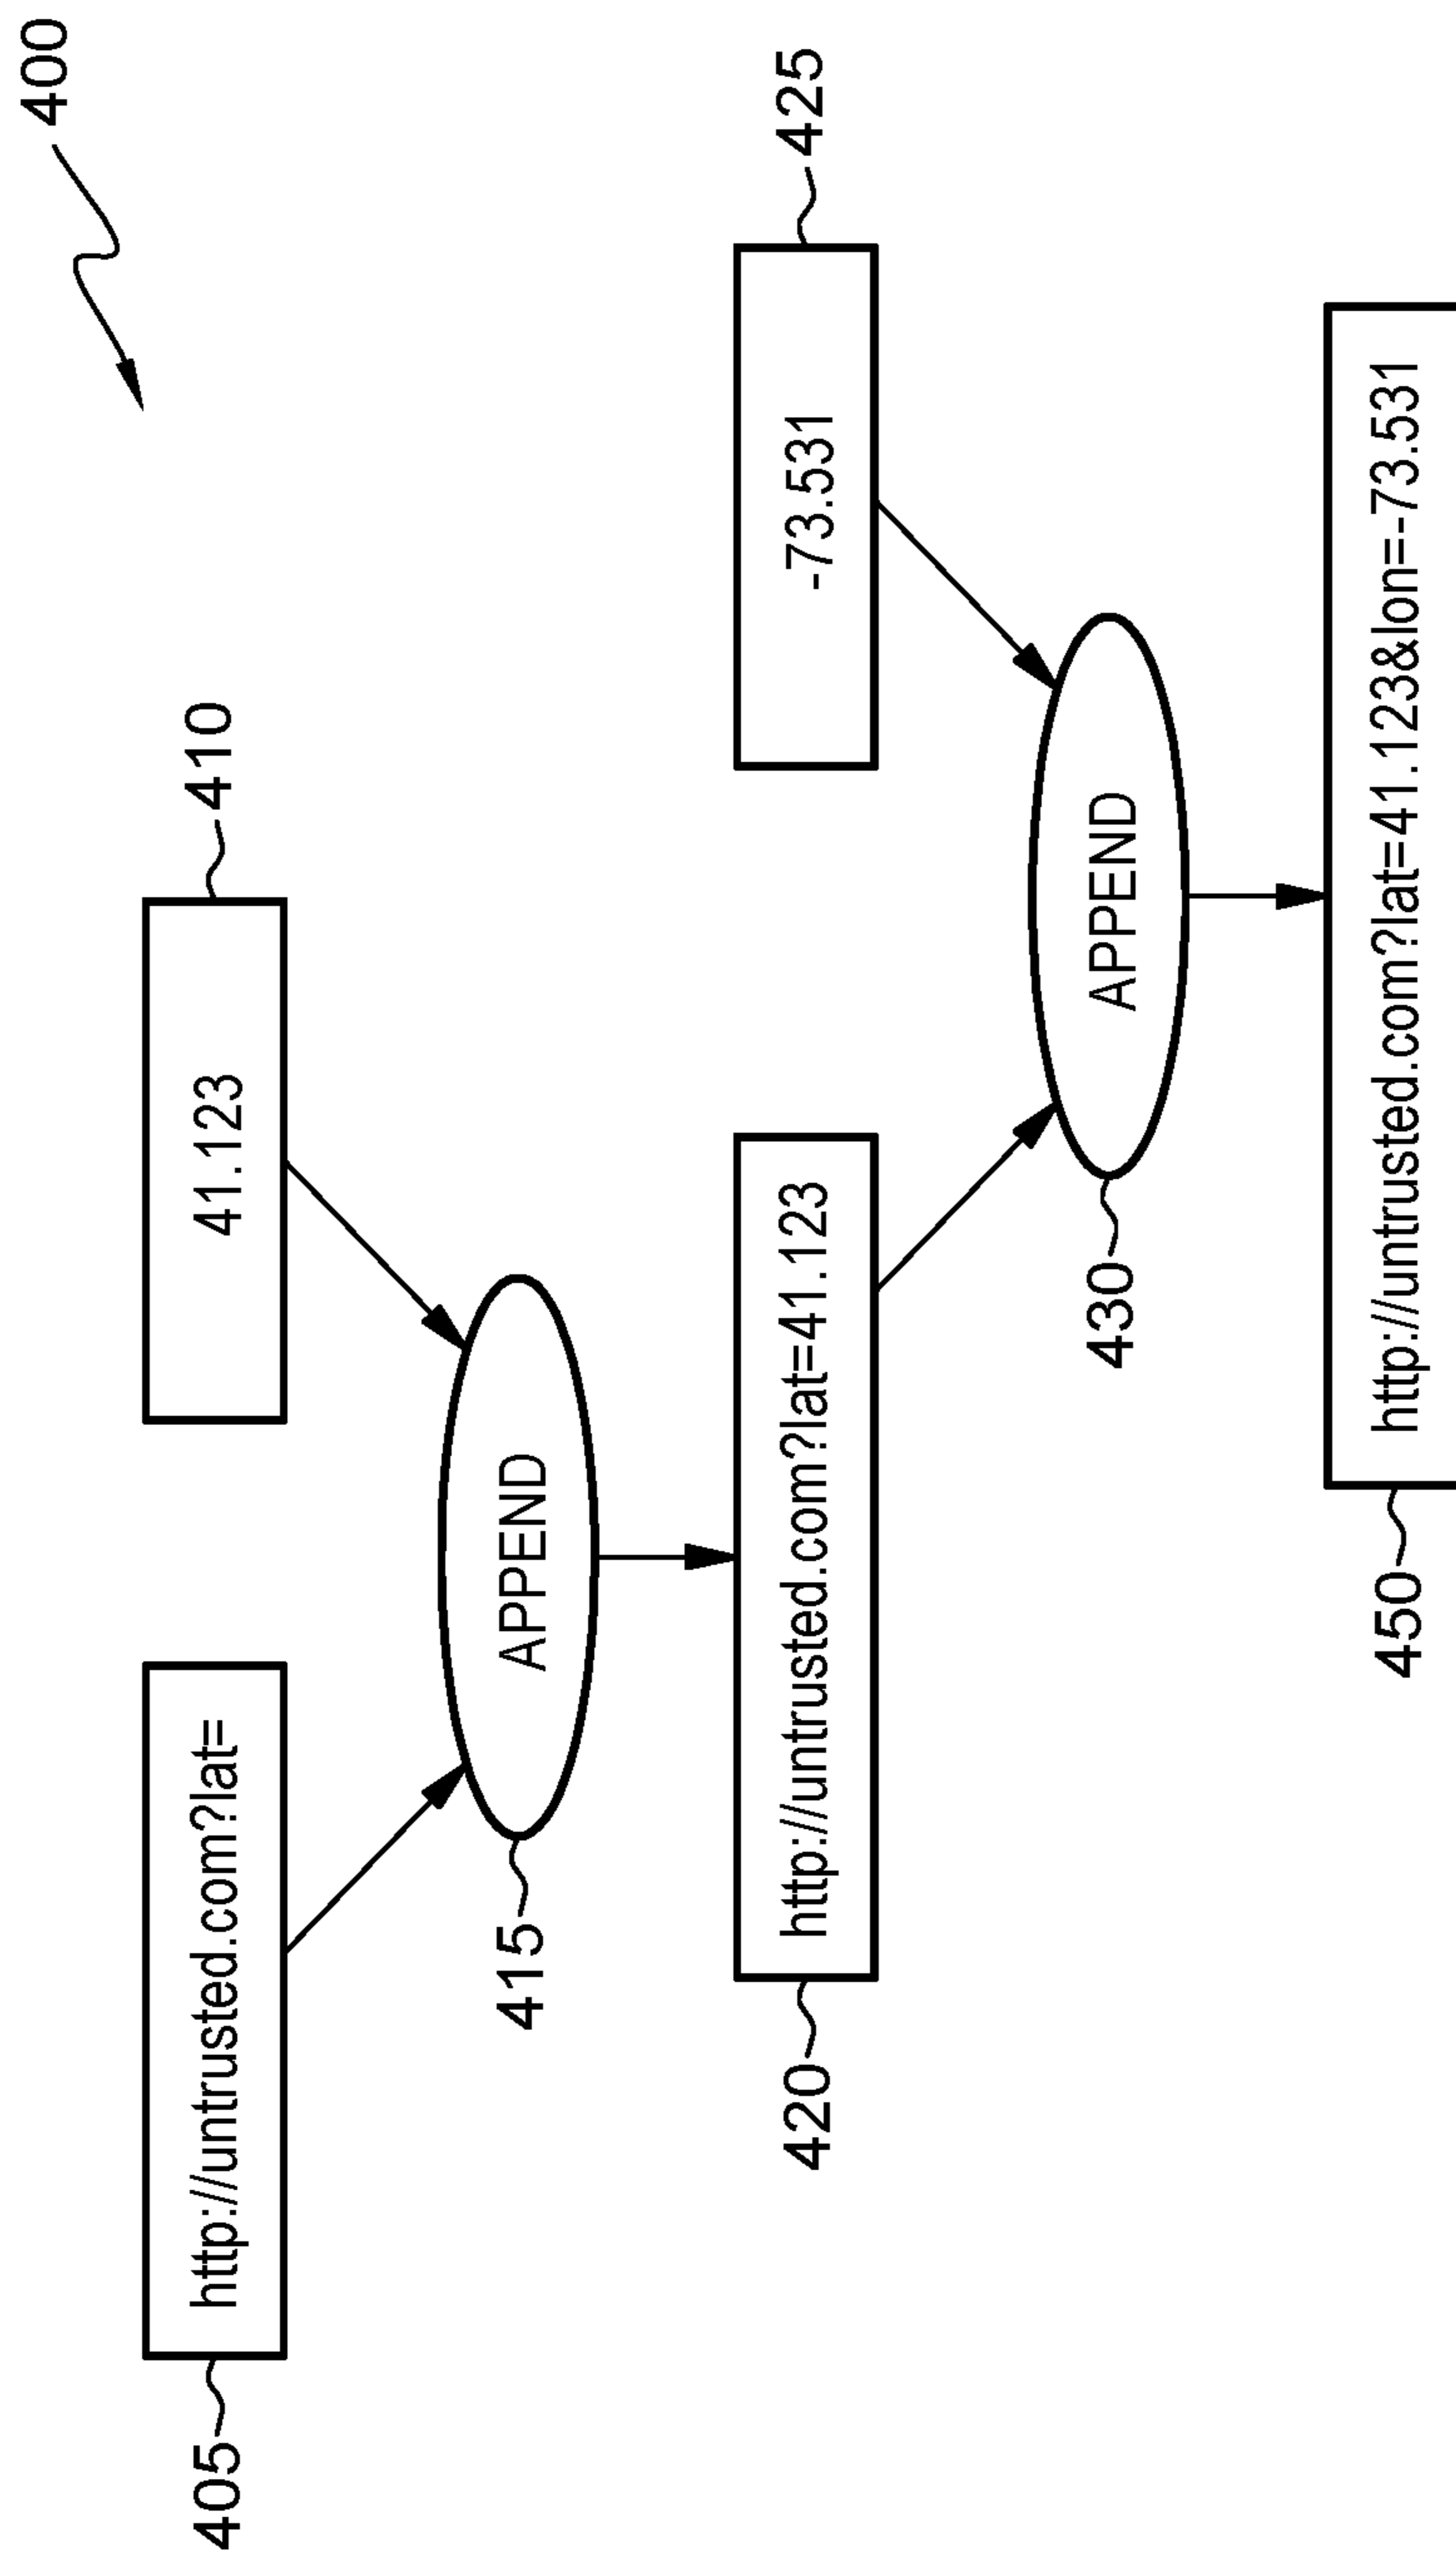 400
405
http://untrusted.com?lat=
41.123
410
415
APPEND
420
http://untrusted.com?lat=41.123
-73.531
425
430
APPEND
450
http://untrusted.com?lat=41.123&lon=-73.531